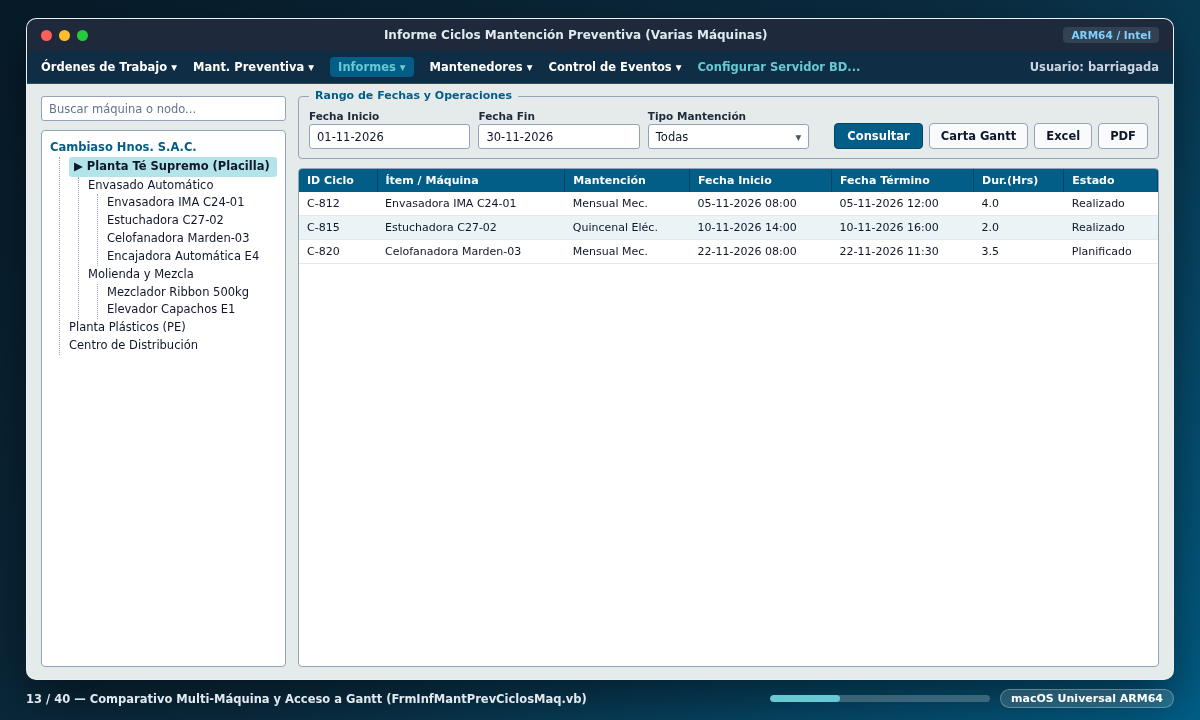 Informe Ciclos Mantención Preventiva (Varias Máquinas)
ARM64 / Intel
Órdenes de Trabajo ▾ Mant. Preventiva ▾ Informes ▾ Mantenedores ▾ Control de Eventos ▾ Configurar Servidor BD... Usuario: barriagada
Buscar máquina o nodo...
Cambiaso Hnos. S.A.C.
▶ Planta Té Supremo (Placilla)
Envasado Automático
Envasadora IMA C24-01
Estuchadora C27-02
Celofanadora Marden-03
Encajadora Automática E4
Molienda y Mezcla
Mezclador Ribbon 500kg
Elevador Capachos E1
Planta Plásticos (PE)
Centro de Distribución
Rango de Fechas y Operaciones
Fecha Inicio Fecha Fin Tipo Mantención
01-11-2026 30-11-2026 Todas ▾ Consultar Carta Gantt Excel PDF
ID Ciclo Ítem / Máquina Mantención Fecha Inicio Fecha Término Dur.(Hrs) Estado
C-812 Envasadora IMA C24-01 Mensual Mec. 05-11-2026 08:00 05-11-2026 12:00 4.0 Realizado
C-815 Estuchadora C27-02 Quincenal Eléc. 10-11-2026 14:00 10-11-2026 16:00 2.0 Realizado
C-820 Celofanadora Marden-03 Mensual Mec. 22-11-2026 08:00 22-11-2026 11:30 3.5 Planificado
13 / 40 — Comparativo Multi-Máquina y Acceso a Gantt (FrmInfMantPrevCiclosMaq.vb)
macOS Universal ARM64